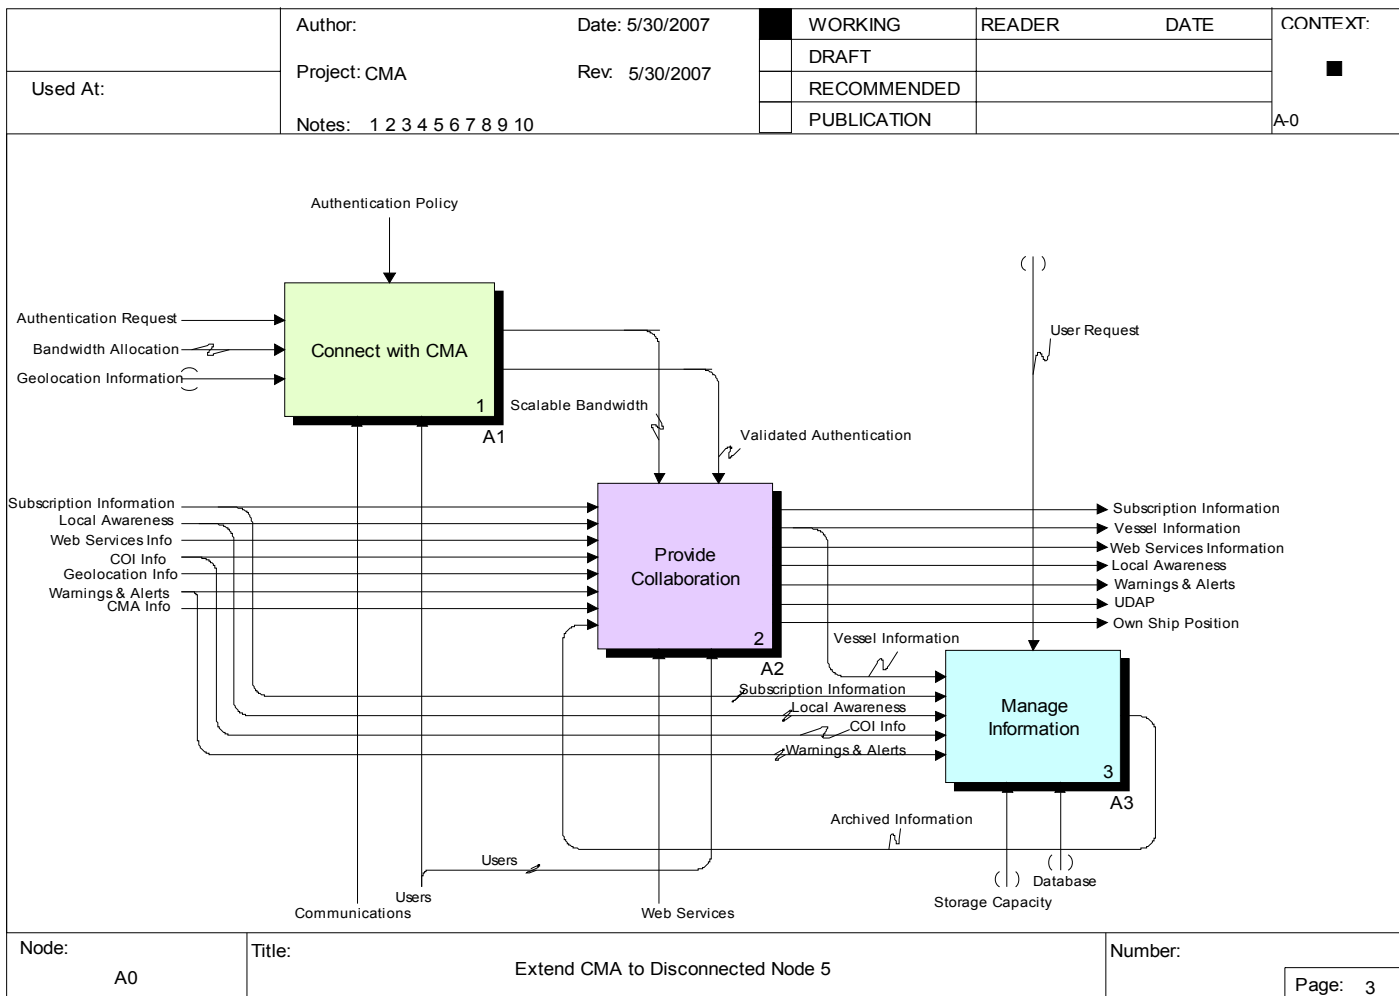 Used At:
Author:
Date: 5/30/2007
Project: CMA
Rev: 5/30/2007
Notes: 1 2 3 4 5 6 7 8 9 10
WORKING
DRAFT
RECOMMENDED
PUBLICATION
READER
DATE
CONTEXT:
A-0
Authentication Policy
Authentication Request
Bandwidth Allocation
Geolocation Information
Connect with CMA
1
A1
User Request
Scalable Bandwidth
Validated Authentication
Subscription Information
Local Awareness
Web Services Info
COI Info
Geolocation Info
Warnings & Alerts
CMA Info
Provide
Collaboration
2
A2
Subscription Information
Vessel Information
Web Services Information
Local Awareness
Warnings & Alerts
UDAP
Own Ship Position
Vessel Information
Subscription Information
Local Awareness
COI Info
Warnings & Alerts
Manage
Information
3
A3
Archived Information
Users
Users
Communications
Web Services
Database
Storage Capacity
Node:
A0
Title:
Extend CMA to Disconnected Node 5
Number:
Page: 3